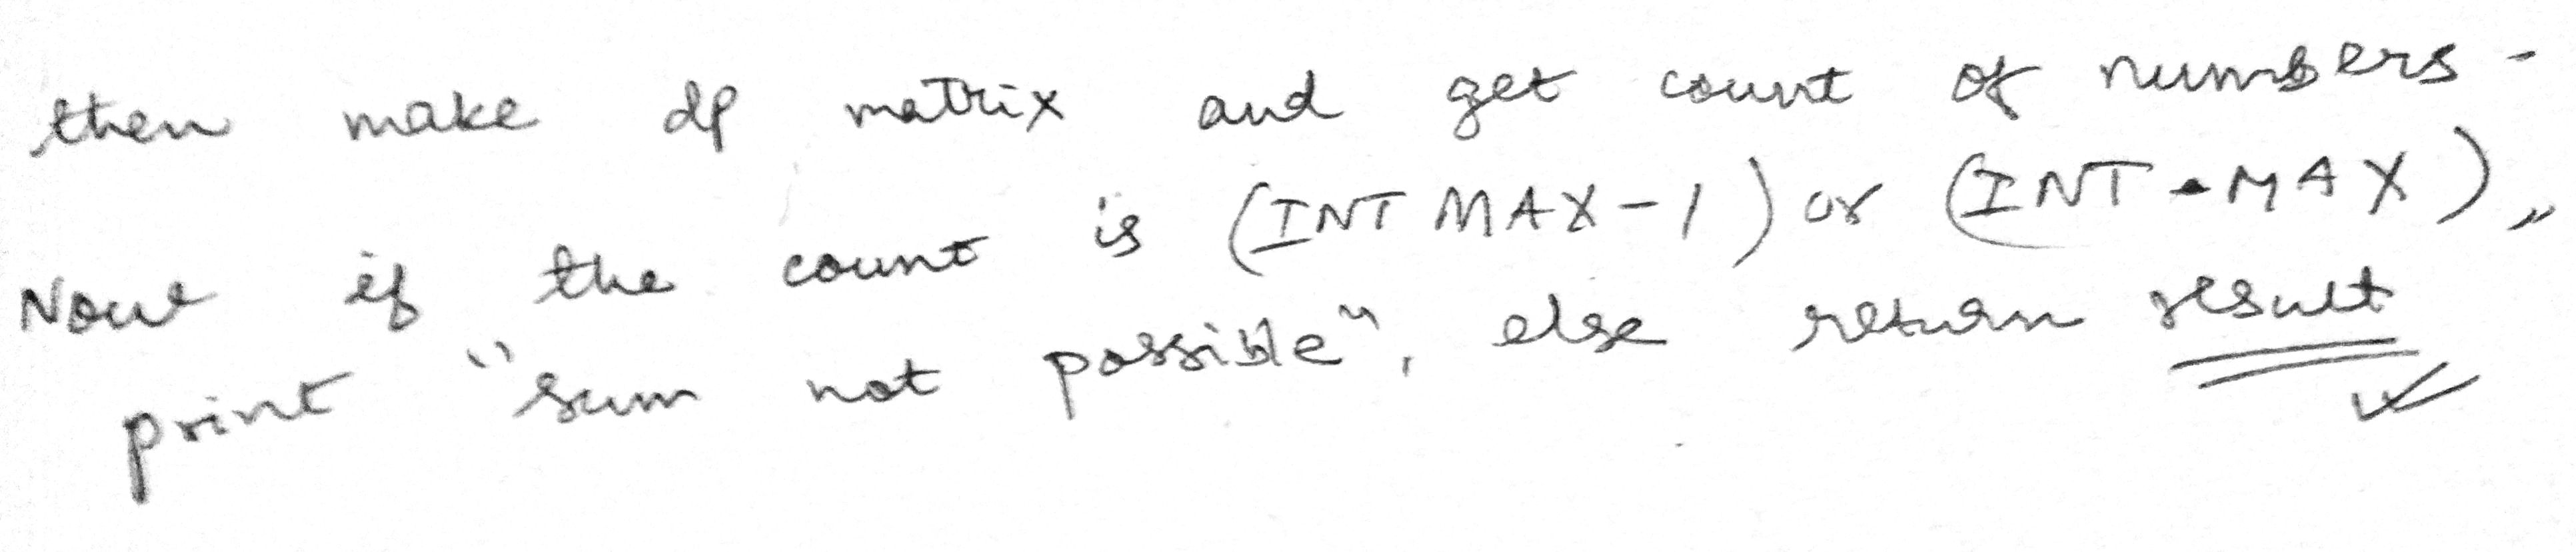 then make dp matrix and get count of numbers -
Now if the count is (INT MAX-1) or (INT-MAX),,
print "sum not possible", else return result